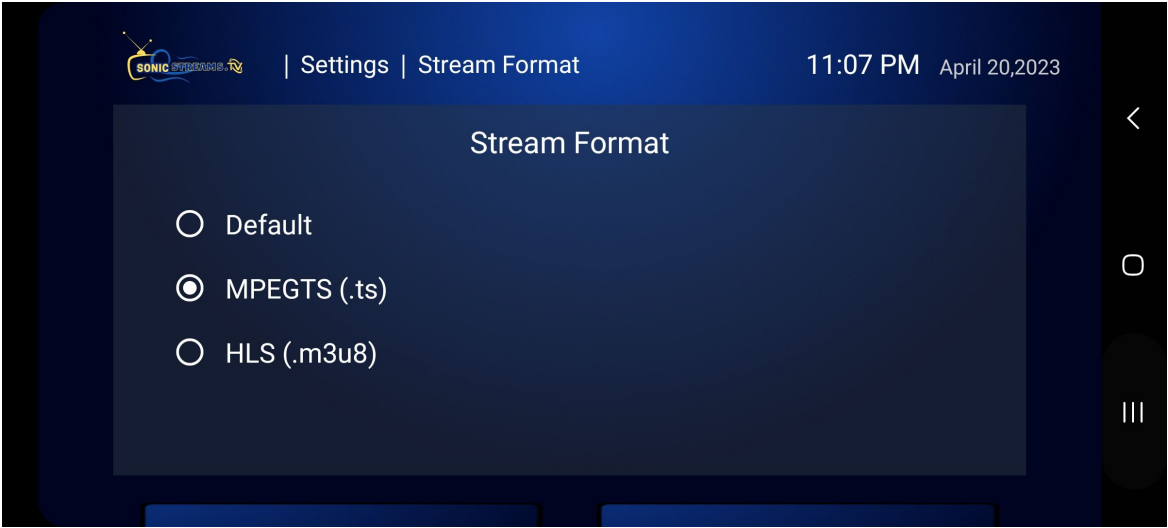 SONIC STREAMS.TV
| Settings | Stream Format
11:07 PM April 20,2023
Stream Format
Default
MPEGTS (.ts)
HLS (.m3u8)